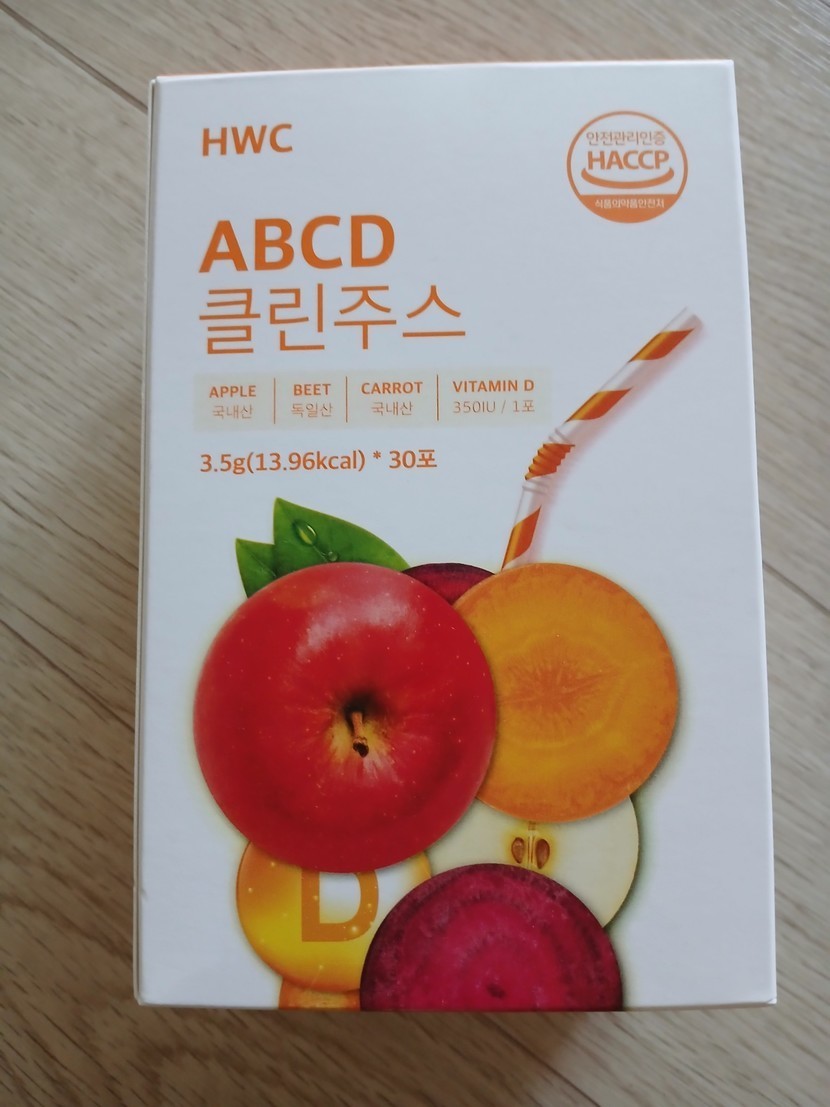 HWC
안전관리인증
HACCP
식품의약품안전처
ABCD
클린주스
APPLE BEET CARROT VITAMIN D
국내산 독일산 국내산 350IU / 1포
3.5g(13.96kcal) * 30포
D